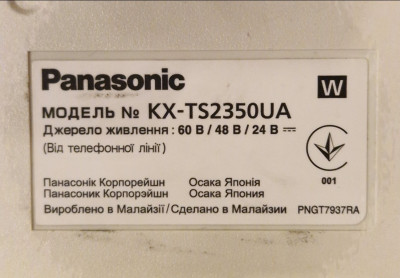 Panasonic
W
МОДЕЛЬ № KX-TS2350UA
Джерело живлення : 60 В / 48 В / 24 В ⎓
(Від телефонної лінії)
001
Панасонік Корпорейшн Осака Японія
Панасоник Корпорэйшн Осака Япония
Вироблено в Малайзії/Сделано в Малайзии PNGT7937RA